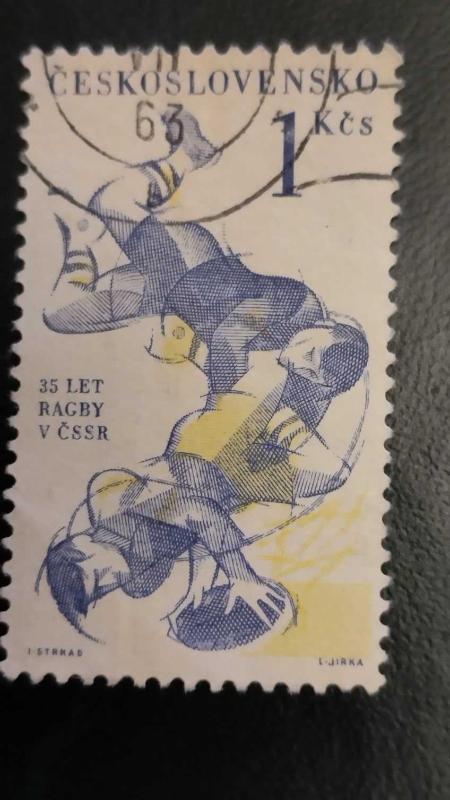 ČESKOSLOVENSKO
63
1 Kčs
35 LET
RAGBY
V ČSSR
I·STRNAD
L·JIRKA